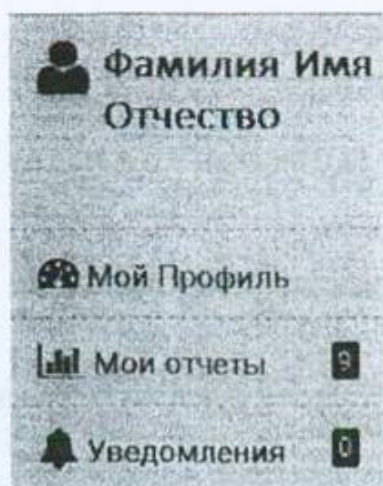 Фамилия Имя
Отчество
Мой Профиль
Мои отчеты 9
Уведомления 0